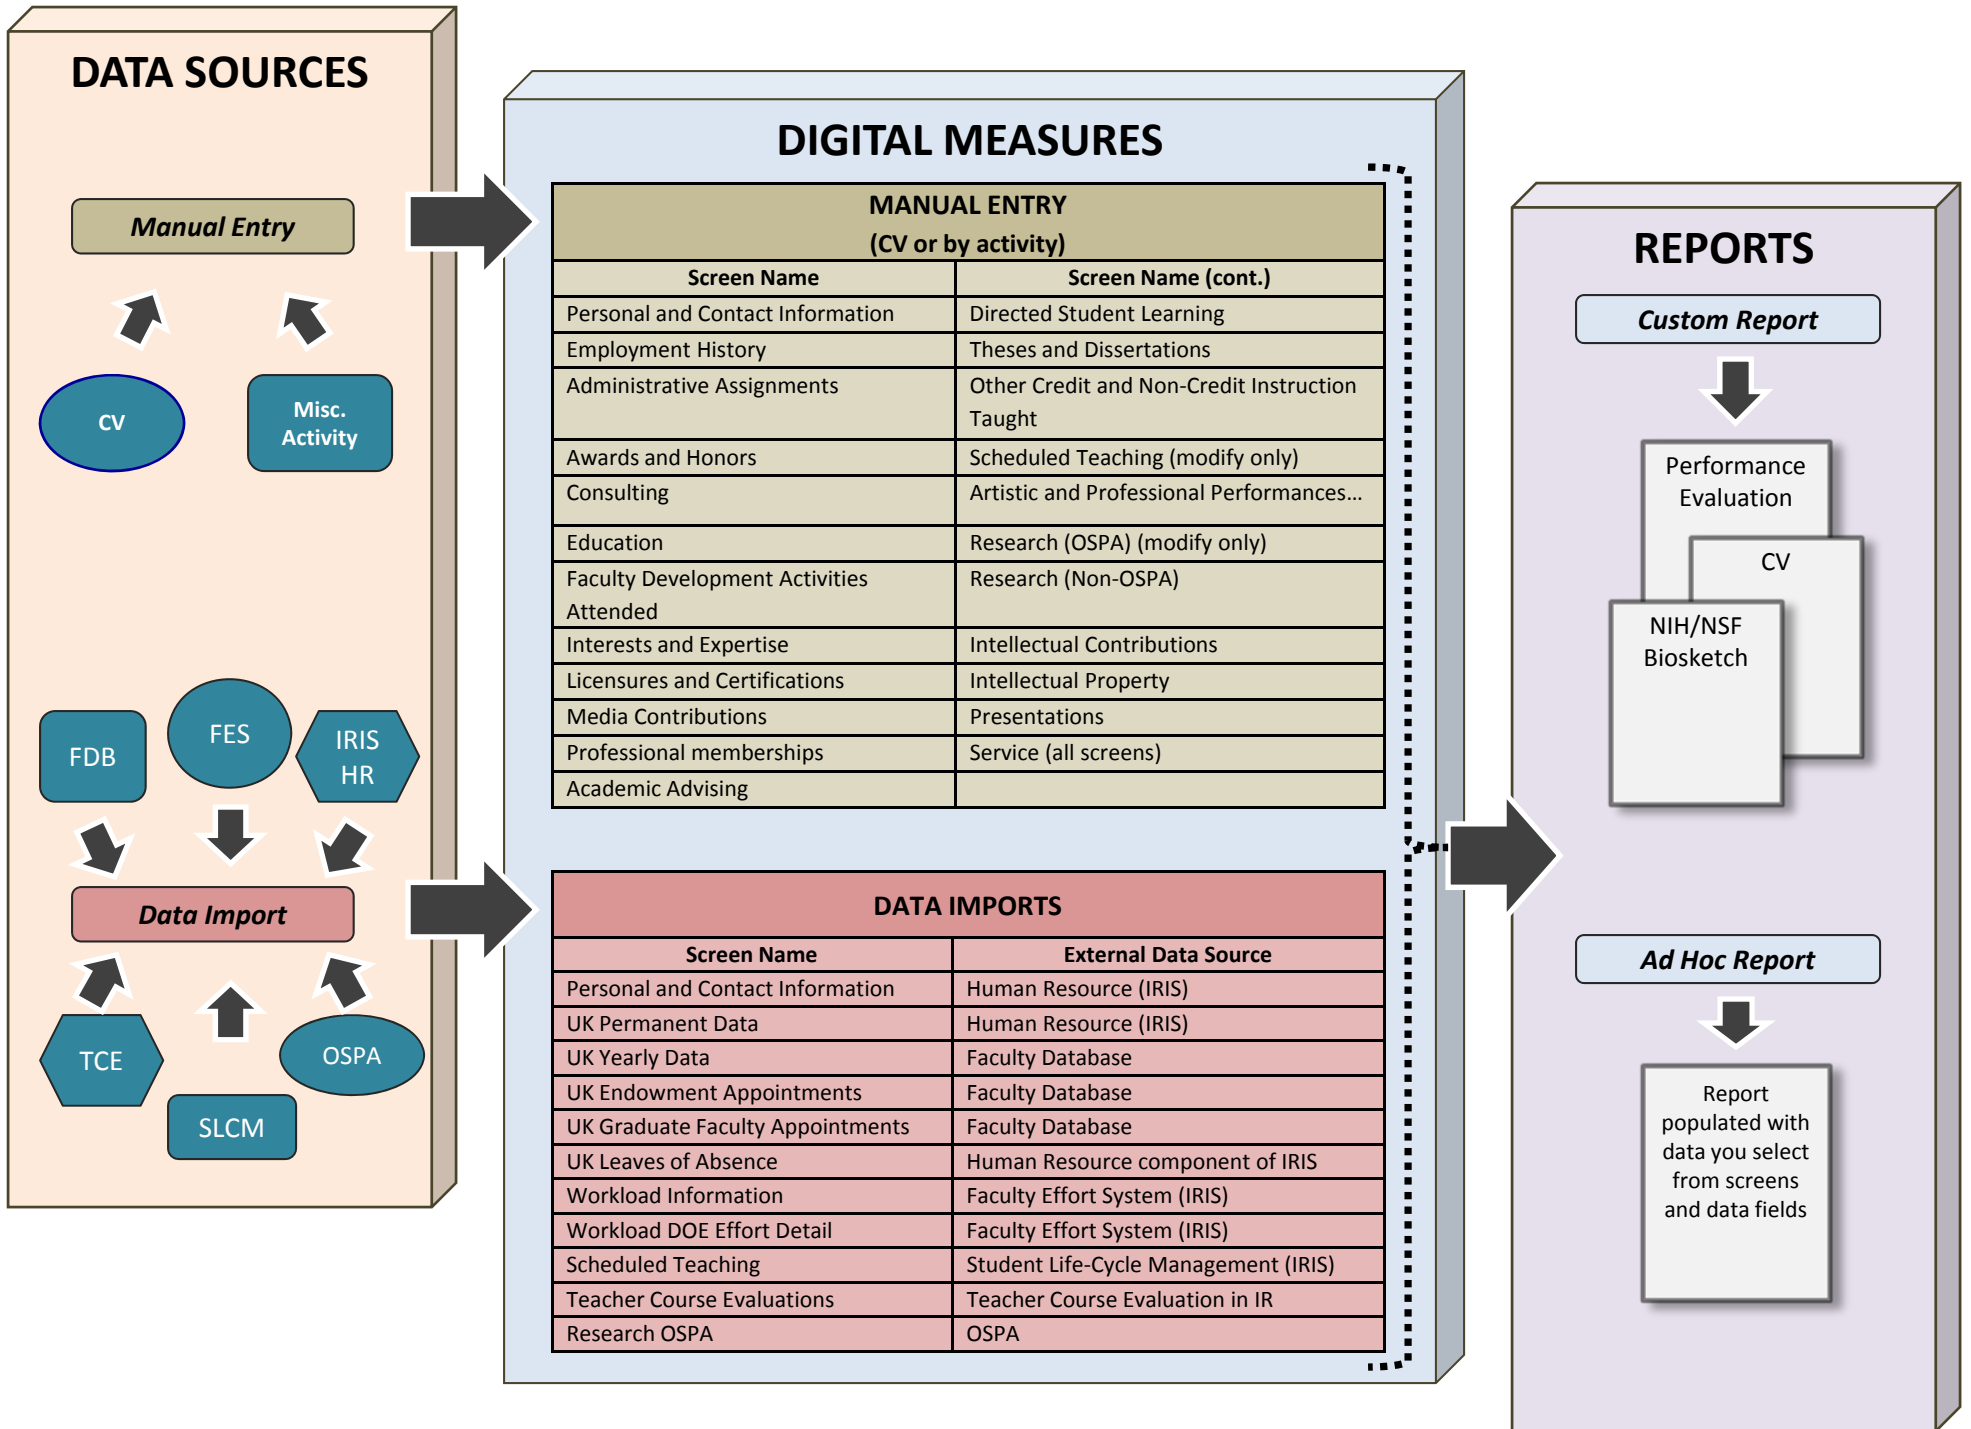 DATA SOURCES
Manual Entry
CV
Misc.
Activity
FDB
FES
IRIS
HR
Data Import
TCE
SLCM
OSPA
DIGITAL MEASURES
MANUAL ENTRY
(CV or by activity)
Screen Name
Screen Name (cont.)
Personal and Contact Information
Directed Student Learning
Employment History
Theses and Dissertations
Administrative Assignments
Other Credit and Non-Credit Instruction
Taught
Awards and Honors
Scheduled Teaching (modify only)
Consulting
Artistic and Professional Performances…
Education
Research (OSPA) (modify only)
Faculty Development Activities
Attended
Research (Non-OSPA)
Interests and Expertise
Intellectual Contributions
Licensures and Certifications
Intellectual Property
Media Contributions
Presentations
Professional memberships
Service (all screens)
Academic Advising
DATA IMPORTS
Screen Name
External Data Source
Personal and Contact Information
Human Resource (IRIS)
UK Permanent Data
Human Resource (IRIS)
UK Yearly Data
Faculty Database
UK Endowment Appointments
Faculty Database
UK Graduate Faculty Appointments
Faculty Database
UK Leaves of Absence
Human Resource component of IRIS
Workload Information
Faculty Effort System (IRIS)
Workload DOE Effort Detail
Faculty Effort System (IRIS)
Scheduled Teaching
Student Life-Cycle Management (IRIS)
Teacher Course Evaluations
Teacher Course Evaluation in IR
Research OSPA
OSPA
REPORTS
Custom Report
Performance
Evaluation
CV
NIH/NSF
Biosketch
Ad Hoc Report
Report
populated with
data you select
from screens
and data fields